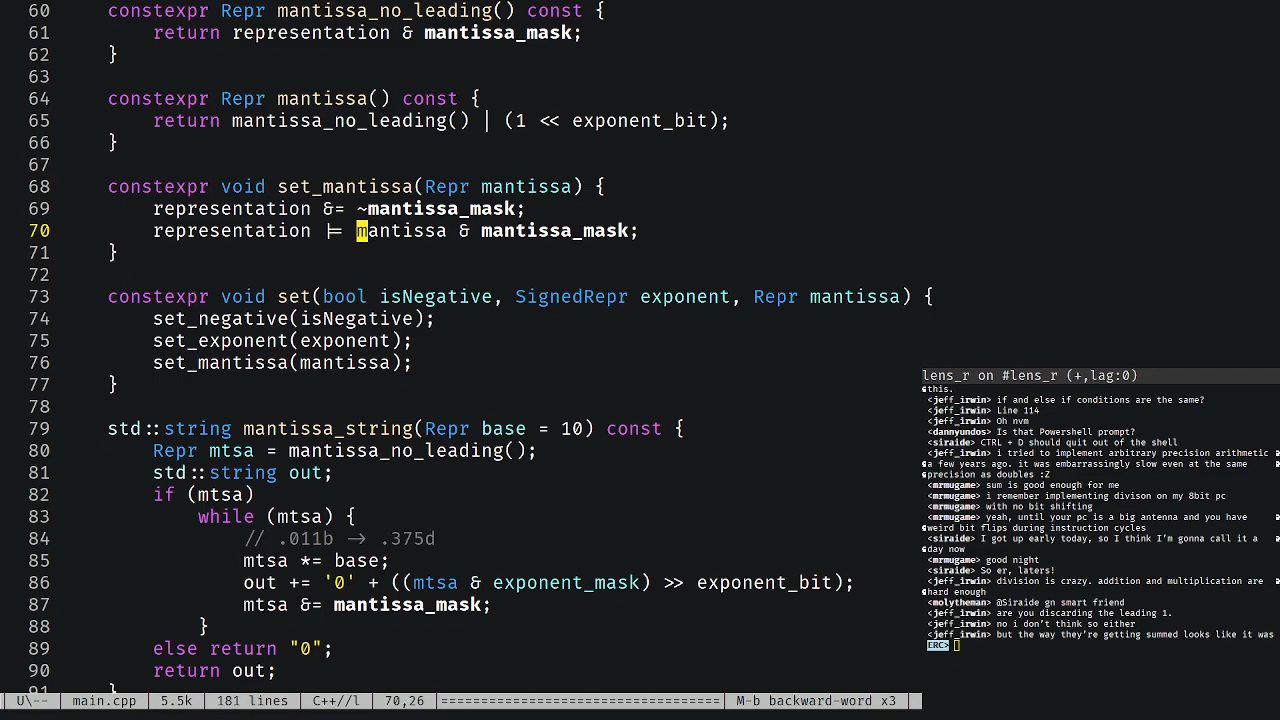 60 constexpr Repr mantissa_no_leading() const {
61 return representation & mantissa_mask;
62 }
63
64 constexpr Repr mantissa() const {
65 return mantissa_no_leading() | (1 << exponent_bit);
66 }
67
68 constexpr void set_mantissa(Repr mantissa) {
69 representation &= ~mantissa_mask;
70 representation |= mantissa & mantissa_mask;
71 }
72
73 constexpr void set(bool isNegative, SignedRepr exponent, Repr mantissa) {
74 set_negative(isNegative);
75 set_exponent(exponent);
76 set_mantissa(mantissa);
77 }
78
79 std::string mantissa_string(Repr base = 10) const {
80 Repr mtsa = mantissa_no_leading();
81 std::string out;
82 if (mtsa)
83 while (mtsa) {
84 // .011b -> .375d
85 mtsa *= base;
86 out += '0' + ((mtsa & exponent_mask) >> exponent_bit);
87 mtsa &= mantissa_mask;
88 }
89 else return "0";
90 return out;
91 }
U\-- main.cpp 5.5k 181 lines C++//l 70,26 ================================ M-b backward-word x3
lens_r on #lens_r (+,lag:0)
this.
<jeff_irwin> if and else if conditions are the same?
<jeff_irwin> Line 114
<jeff_irwin> Oh nvm
<dannyundos> Is that Powershell prompt?
<siraide> CTRL + D should quit out of the shell
<jeff_irwin> i tried to implement arbitrary precision arithmetic
a few years ago. it was embarrassingly slow even at the same
precision as doubles :Z
<mrmugame> sum is good enough for me
<mrmugame> i remember implementing divison on my 8bit pc
<mrmugame> with no bit shifting
<mrmugame> yeah, until your pc is a big antenna and you have
weird bit flips during instruction cycles
<siraide> I got up early today, so I think I'm gonna call it a
day now
<mrmugame> good night
<siraide> So er, laters!
<jeff_irwin> division is crazy. addition and multiplication are
hard enough
<molytheman> @Siraide gn smart friend
<jeff_irwin> are you discarding the leading 1.
<jeff_irwin> no i don't think so either
<jeff_irwin> but the way they're getting summed looks like it was
ERC>